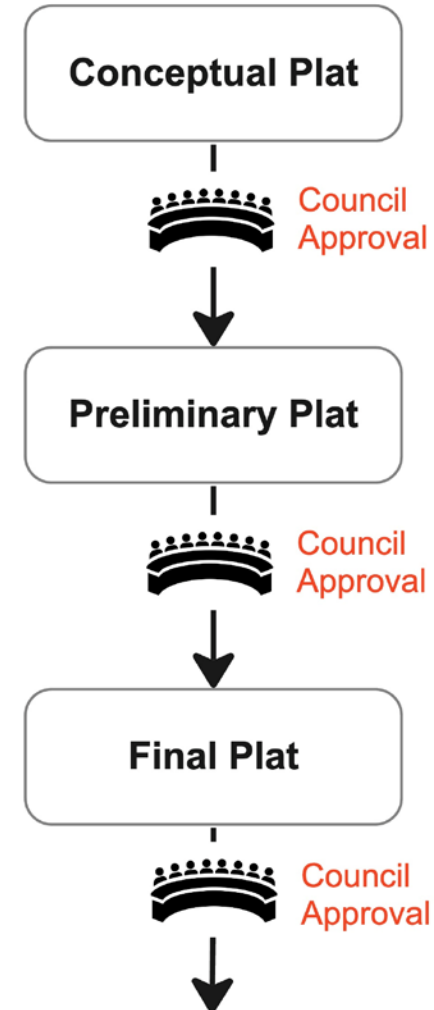 Conceptual Plat
Council
Approval
Preliminary Plat
Council
Approval
Final Plat
Council
Approval